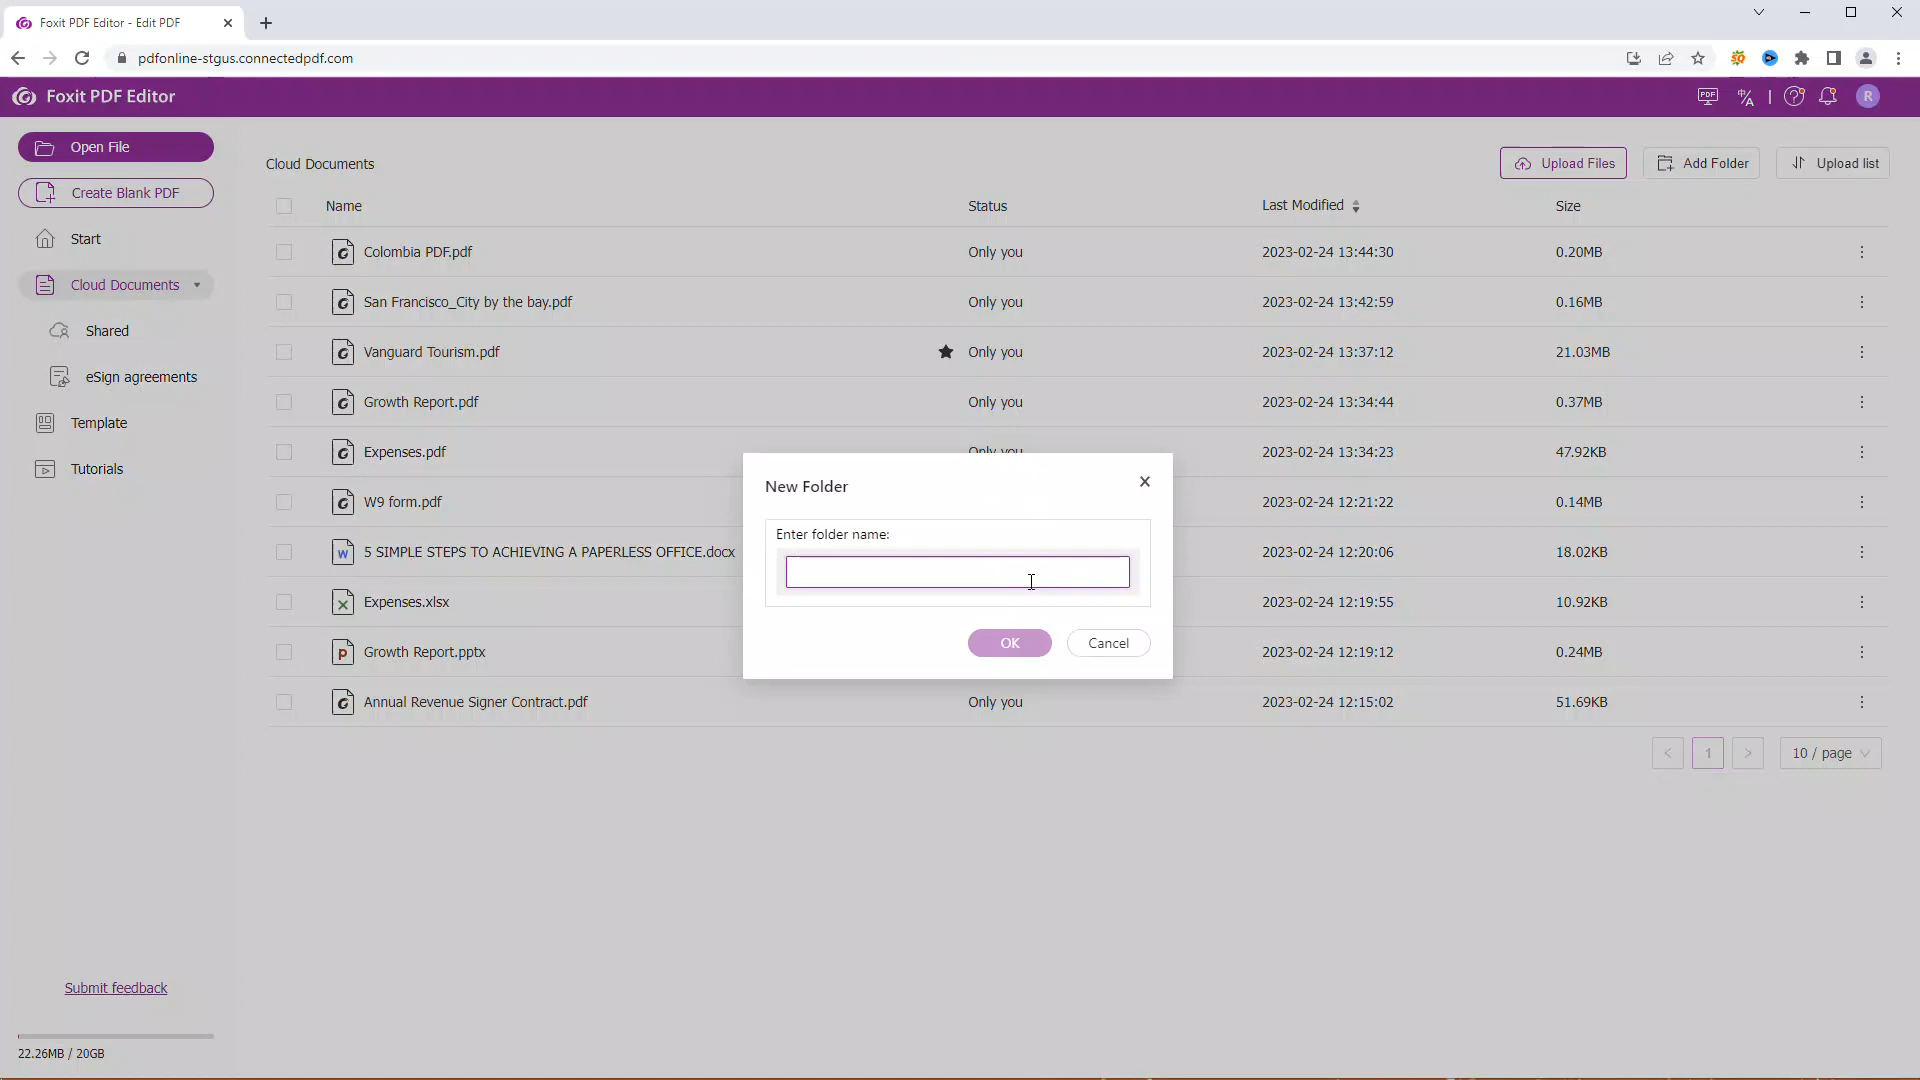 Foxit PDF Editor - Edit PDF
pdfonline-stgus.connectedpdf.com
Foxit PDF Editor
PDF
R
Open File
Create Blank PDF
Start
Cloud Documents
Shared
eSign agreements
Template
Tutorials
Submit feedback
22.26MB / 20GB
Cloud Documents
Upload Files
Add Folder
Upload list
Name Status Last Modified Size
Colombia PDF.pdf Only you 2023-02-24 13:44:30 0.20MB
San Francisco_City by the bay.pdf Only you 2023-02-24 13:42:59 0.16MB
Vanguard Tourism.pdf Only you 2023-02-24 13:37:12 21.03MB
Growth Report.pdf Only you 2023-02-24 13:34:44 0.37MB
Expenses.pdf Only you 2023-02-24 13:34:23 47.92KB
W9 form.pdf 2023-02-24 12:21:22 0.14MB
5 SIMPLE STEPS TO ACHIEVING A PAPERLESS OFFICE.docx 2023-02-24 12:20:06 18.02KB
Expenses.xlsx 2023-02-24 12:19:55 10.92KB
Growth Report.pptx 2023-02-24 12:19:12 0.24MB
Annual Revenue Signer Contract.pdf Only you 2023-02-24 12:15:02 51.69KB
1
10 / page
New Folder
Enter folder name:
OK
Cancel